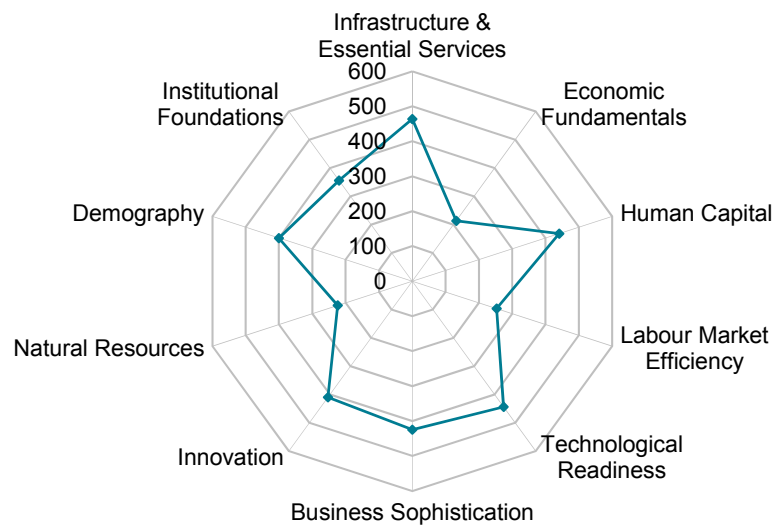 Infrastructure &
Essential Services
600
500
400
300
200
100
0
Economic
Fundamentals
Human Capital
Labour Market
Efficiency
Technological
Readiness
Business Sophistication
Innovation
Natural Resources
Demography
Institutional
Foundations